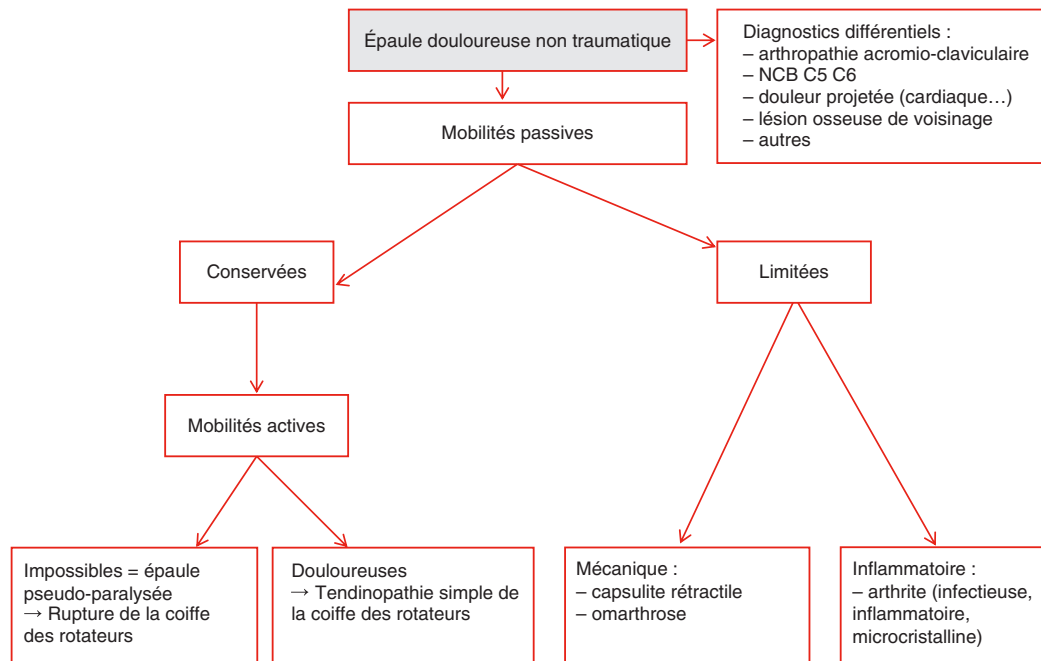 Épaule douloureuse non traumatique
Diagnostics différentiels :
– arthropathie acromio-claviculaire
– NCB C5 C6
– douleur projetée (cardiaque…)
– lésion osseuse de voisinage
– autres
Mobilités passives
Conservées
Limitées
Mobilités actives
Impossibles = épaule
pseudo-paralysée
→ Rupture de la coiffe
des rotateurs
Douloureuses
→ Tendinopathie simple de
la coiffe des rotateurs
Mécanique :
– capsulite rétractile
– omarthrose
Inflammatoire :
– arthrite (infectieuse,
inflammatoire,
microcristalline)